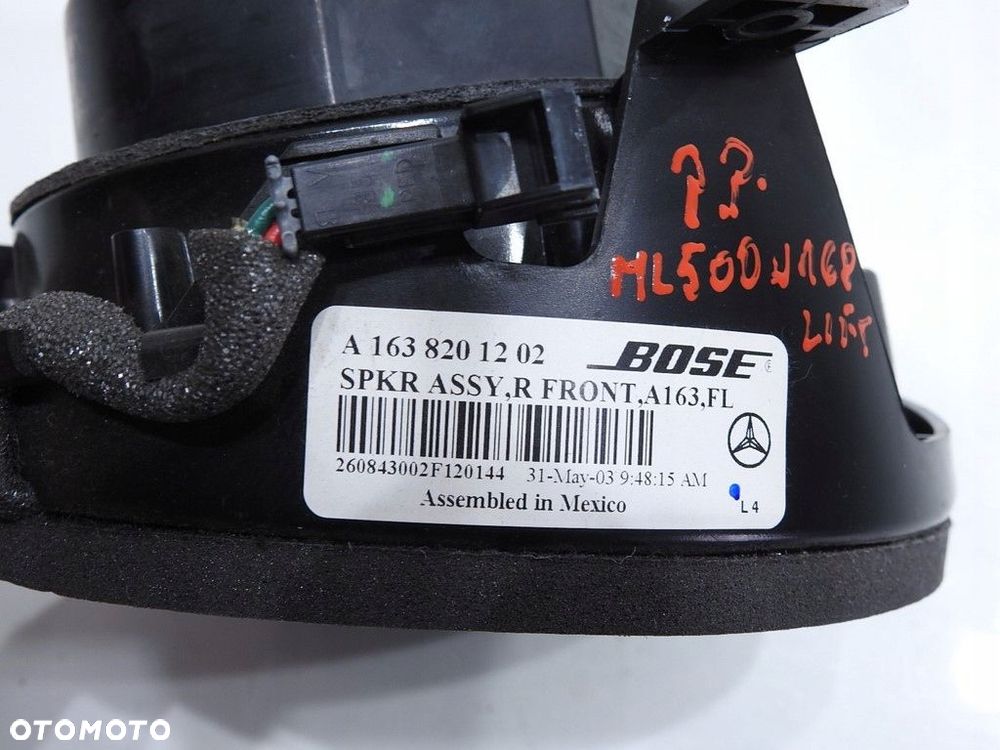 P.P.
ML500 W163
LIFT
A 163 820 12 02 BOSE
SPKR ASSY,R FRONT,A163,FL
260843002F120144 31-May-03 9:48:15 AM
Assembled in Mexico
L 4
OTOMOTO